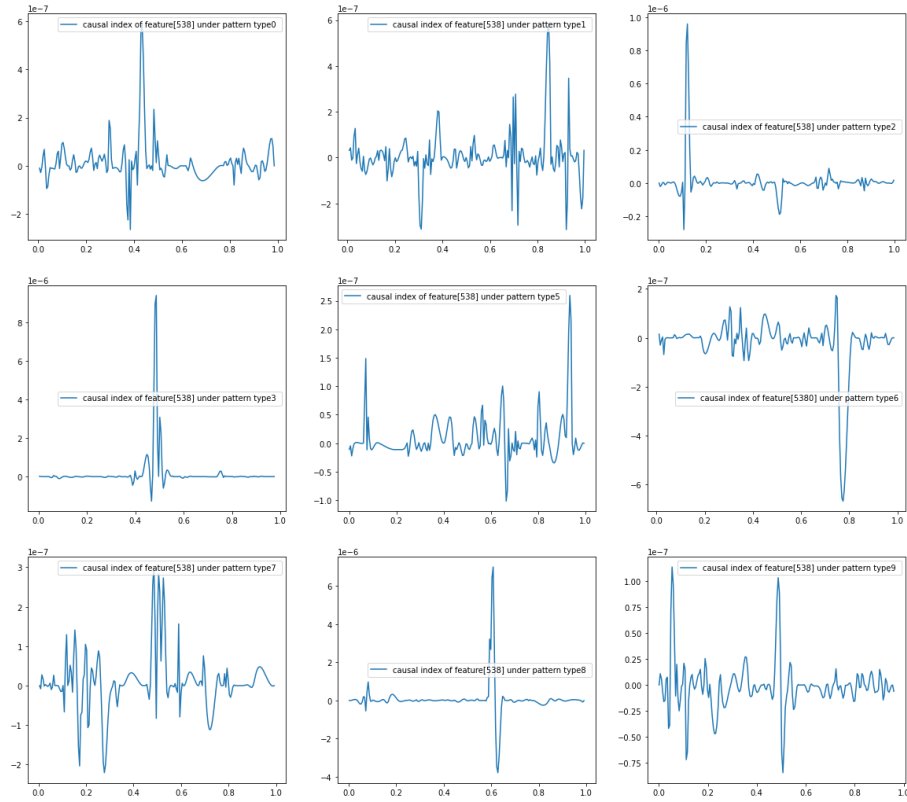 1e-7
causal index of feature[538] under pattern type0
6
4
2
0
−2
0.0 0.2 0.4 0.6 0.8 1.0
1e-7
causal index of feature[538] under pattern type1
6
4
2
0
−2
0.0 0.2 0.4 0.6 0.8 1.0
1e-6
1.0
0.8
0.6
0.4
causal index of feature[538] under pattern type2
0.2
0.0
−0.2
0.0 0.2 0.4 0.6 0.8 1.0
1e-6
8
6
4
causal index of feature[538] under pattern type3
2
0
0.0 0.2 0.4 0.6 0.8 1.0
1e-7
causal index of feature[538] under pattern type5
2.5
2.0
1.5
1.0
0.5
0.0
−0.5
−1.0
0.0 0.2 0.4 0.6 0.8 1.0
1e-7
2
0
−2
causal index of feature[5380] under pattern type6
−4
−6
0.0 0.2 0.4 0.6 0.8 1.0
1e-7
causal index of feature[538] under pattern type7
3
2
1
0
−1
−2
0.0 0.2 0.4 0.6 0.8 1.0
1e-6
6
4
2
causal index of feature[538] under pattern type8
0
−2
−4
0.0 0.2 0.4 0.6 0.8 1.0
1e-7
causal index of feature[538] under pattern type9
1.00
0.75
0.50
0.25
0.00
−0.25
−0.50
−0.75
0.0 0.2 0.4 0.6 0.8 1.0